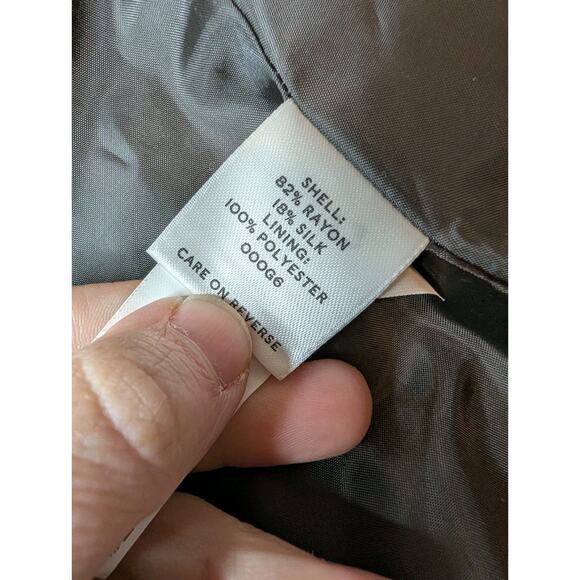 SHELL:
82% RAYON
18% SILK
LINING:
100% POLYESTER
000G6
CARE ON REVERSE